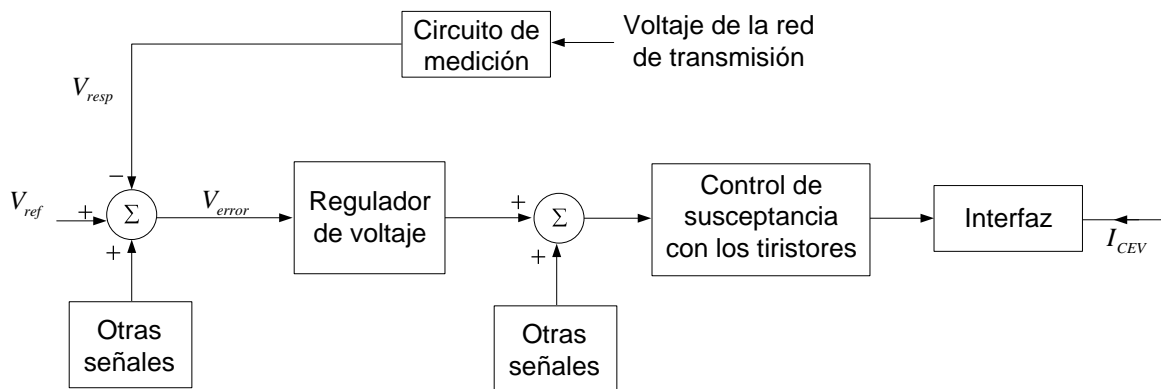 Circuito de
medición
Voltaje de la red
de transmisión
V_resp
−
V_ref
+
Σ
+
V_error
Regulador
de voltaje
+
Σ
+
Control de
susceptancia
con los tiristores
Interfaz
I_CEV
Otras
señales
Otras
señales